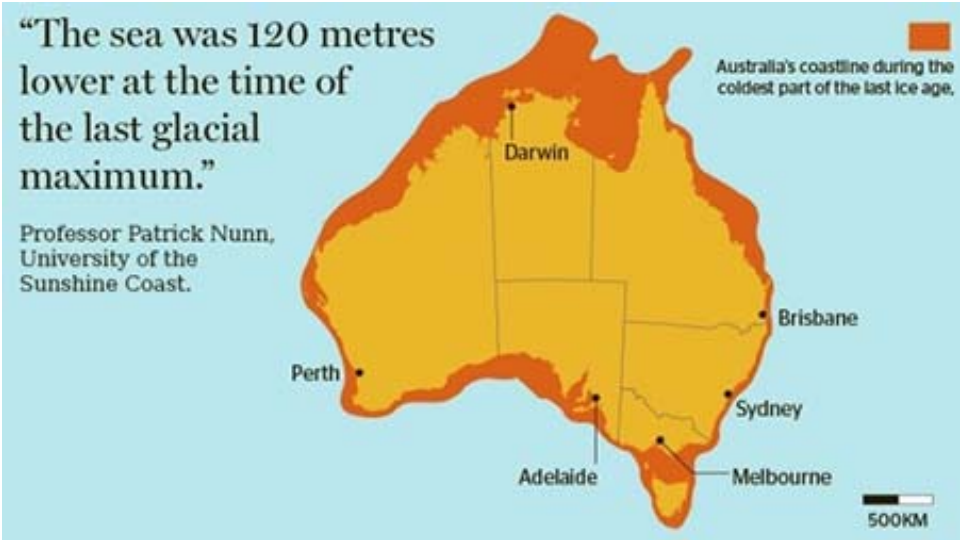 “The sea was 120 metres
lower at the time of
the last glacial
maximum.”
Professor Patrick Nunn,
University of the
Sunshine Coast.
Australia's coastline during the
coldest part of the last ice age,
Darwin
Brisbane
Perth
Sydney
Adelaide
Melbourne
500KM